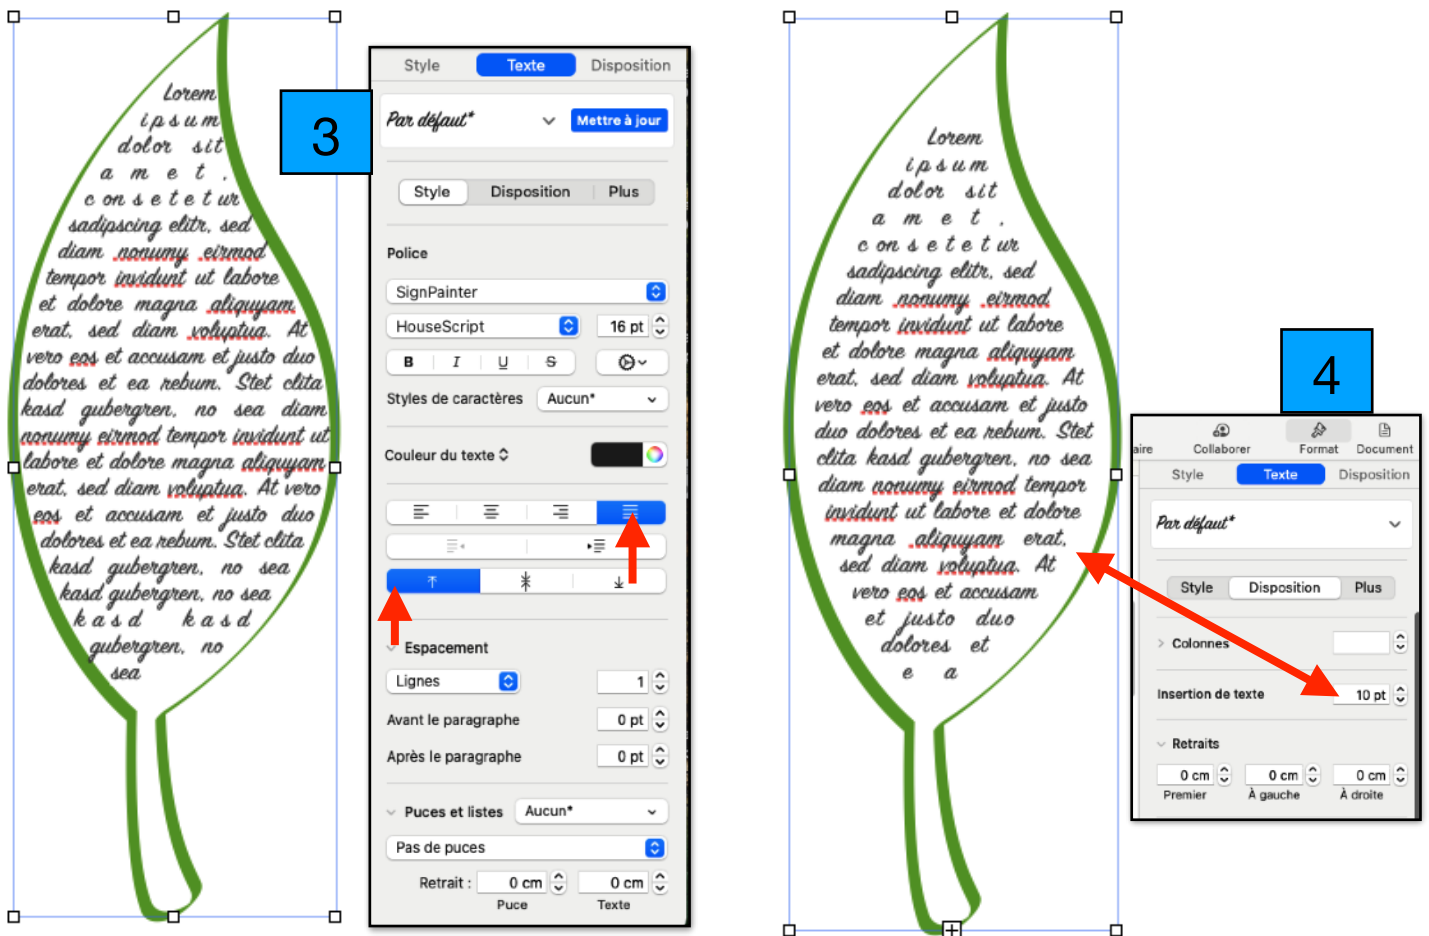 Lorem
ipsum
dolor sit
amet,
consetetur
sadipscing elitr, sed
diam nonumy eirmod
tempor invidunt ut labore
et dolore magna aliquyam
erat, sed diam voluptua. At
vero eos et accusam et justo duo
dolores et ea rebum. Stet clita
kasd gubergren, no sea diam
nonumy eirmod tempor invidunt ut
labore et dolore magna aliquyam
erat, sed diam voluptua. At vero
eos et accusam et justo duo
dolores et ea rebum. Stet clita
kasd gubergren, no sea
kasd gubergren, no sea
kasd kasd
gubergren, no
sea
3
Style Texte Disposition
Par défaut* Mettre à jour
Style Disposition Plus
Police
SignPainter
HouseScript 16 pt
B I U S
Styles de caractères Aucun*
Couleur du texte
Espacement
Lignes 1
Avant le paragraphe 0 pt
Après le paragraphe 0 pt
Puces et listes Aucun*
Pas de puces
Retrait : 0 cm 0 cm
Puce Texte
Lorem
ipsum
dolor sit
amet,
consetetur
sadipscing elitr, sed
diam nonumy eirmod
tempor invidunt ut labore
et dolore magna aliquyam
erat, sed diam voluptua. At
vero eos et accusam et justo
duo dolores et ea rebum. Stet
clita kasd gubergren, no sea
diam nonumy eirmod tempor
invidunt ut labore et dolore
magna aliquyam erat,
sed diam voluptua. At
vero eos et accusam
et justo duo
dolores et
ea
4
aire Collaborer Format Document
Style Texte Disposition
Par défaut*
Style Disposition Plus
Colonnes
Insertion de texte 10 pt
Retraits
0 cm 0 cm 0 cm
Premier À gauche À droite